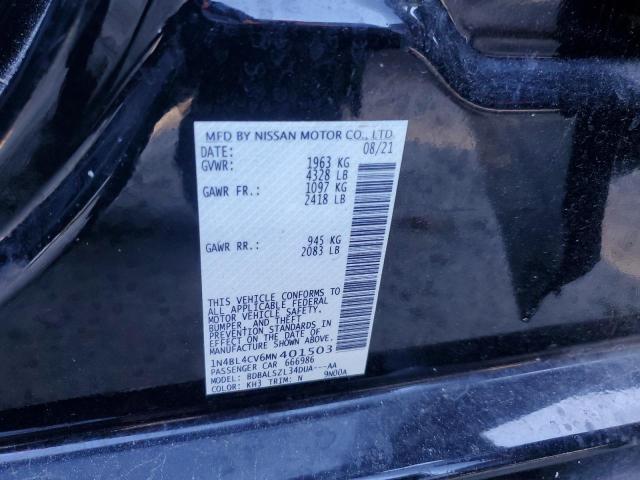 MFD BY NISSAN MOTOR CO., LTD
DATE: 08/21
GVWR: 1963 KG
4328 LB
GAWR FR.: 1097 KG
2418 LB
GAWR RR.: 945 KG
2083 LB
THIS VEHICLE CONFORMS TO
ALL APPLICABLE FEDERAL
MOTOR VEHICLE SAFETY,
BUMPER, AND THEFT
PREVENTION STANDARDS IN
EFFECT ON THE DATE OF
MANUFACTURE SHOWN ABOVE.
1N4BL4CV6MN401503
PASSENGER CAR 666986
MODEL: BDBALSZL34DUA---AA
COLOR: KH3 TRIM: N 9N00A